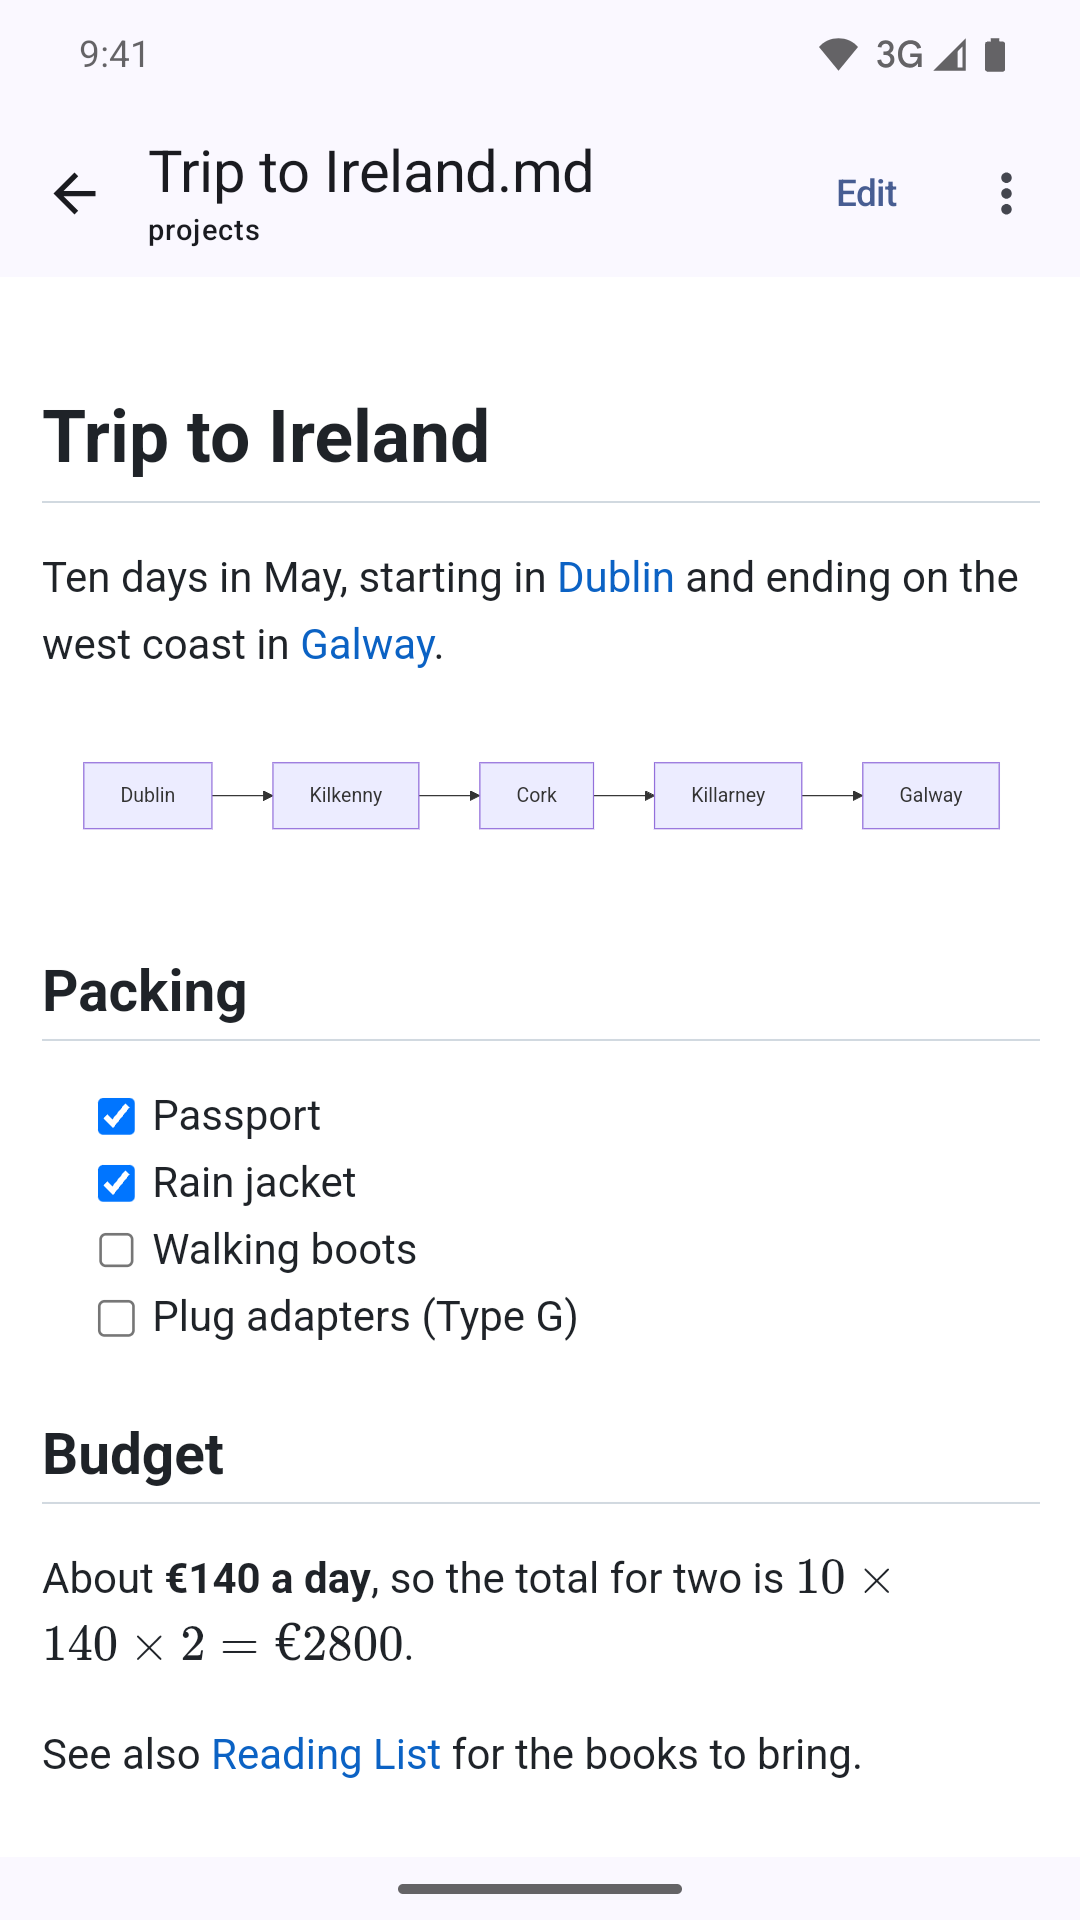 9:41
3G
Trip to Ireland.md
projects
Edit
Trip to Ireland
Ten days in May, starting in Dublin and ending on the
west coast in Galway.
Dublin Kilkenny Cork Killarney Galway
Packing
Passport
Rain jacket
Walking boots
Plug adapters (Type G)
Budget
About €140 a day, so the total for two is 10 ×
140 × 2 = €2800.
See also Reading List for the books to bring.